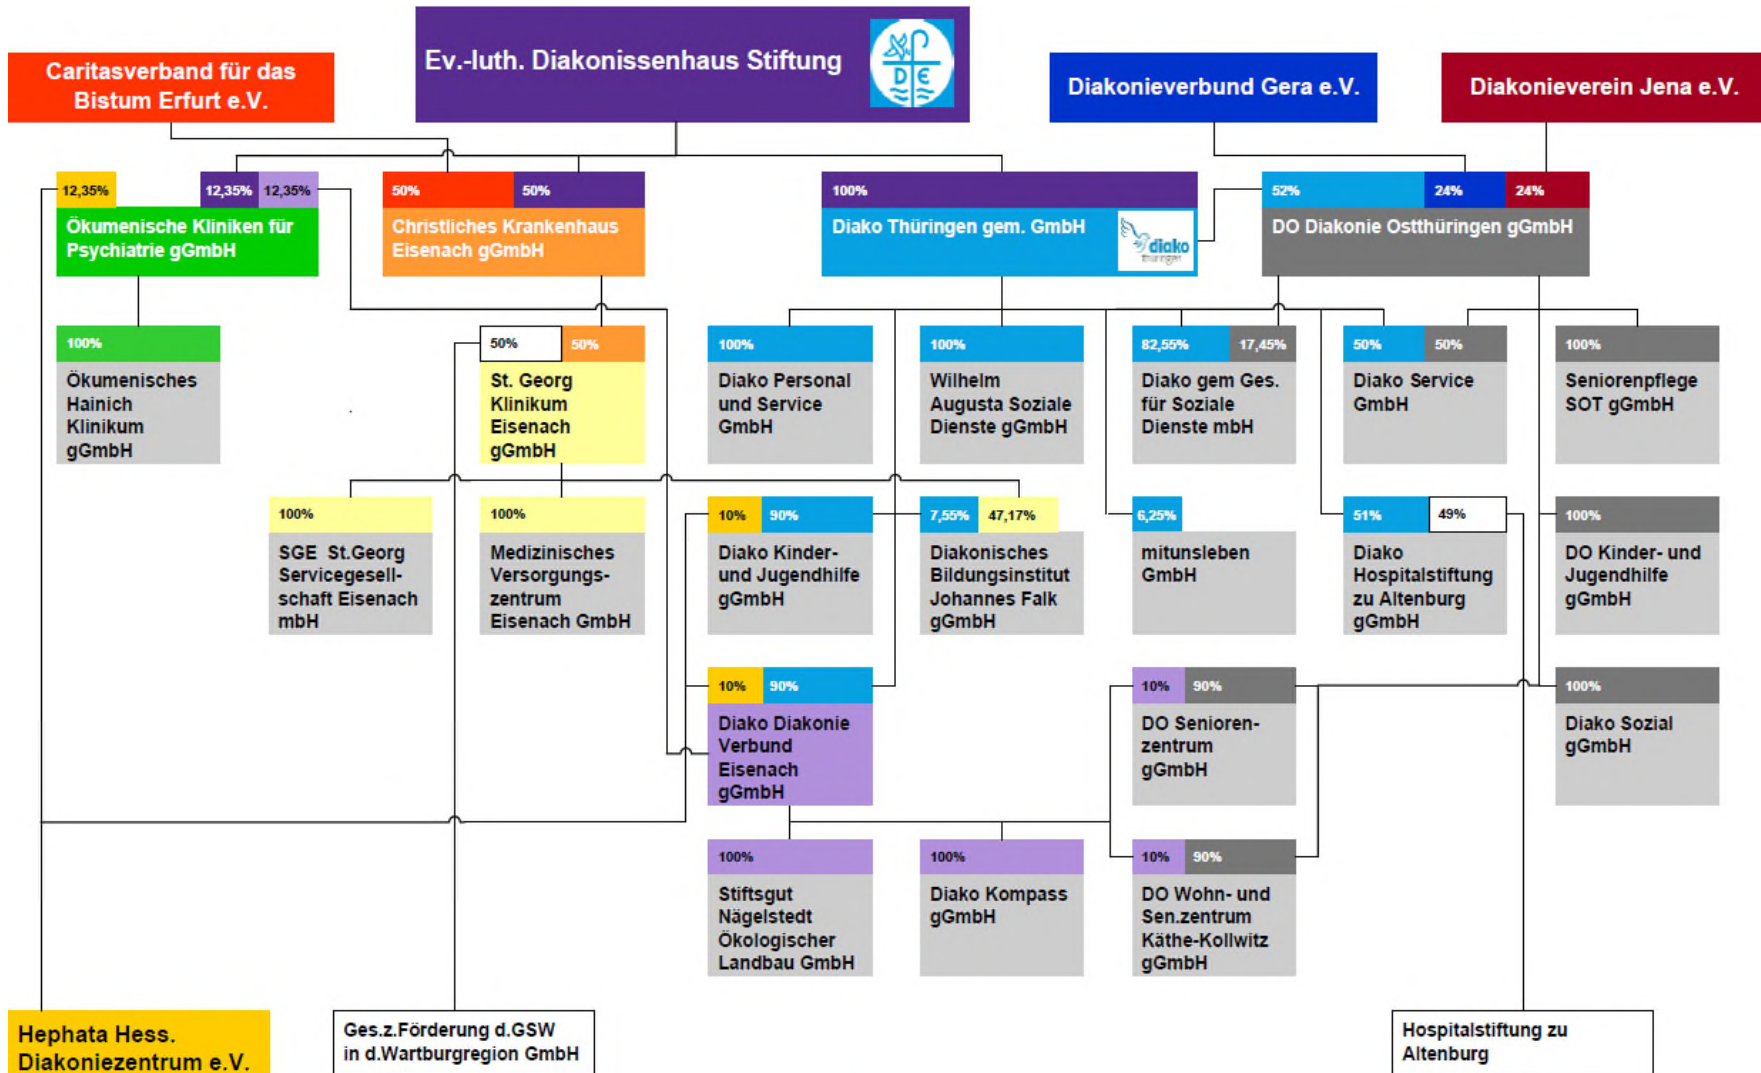 Ev.-luth. Diakonissenhaus Stiftung
D E
Caritasverband für das
Bistum Erfurt e.V.
Diakonieverbund Gera e.V.
Diakonieverein Jena e.V.
12,35% 12,35% 12,35%
Ökumenische Kliniken für
Psychiatrie gGmbH
50% 50%
Christliches Krankenhaus
Eisenach gGmbH
100%
Diako Thüringen gem. GmbH
diako
thüringen
52% 24% 24%
DO Diakonie Ostthüringen gGmbH
100%
Ökumenisches
Hainich
Klinikum
gGmbH
50% 50%
St. Georg
Klinikum
Eisenach
gGmbH
100%
Diako Personal
und Service
GmbH
100%
Wilhelm
Augusta Soziale
Dienste gGmbH
82,55% 17,45%
Diako gem Ges.
für Soziale
Dienste mbH
50% 50%
Diako Service
GmbH
100%
Seniorenpflege
SOT gGmbH
100%
SGE St.Georg
Servicegesell-
schaft Eisenach
mbH
100%
Medizinisches
Versorgungs-
zentrum
Eisenach GmbH
10% 90%
Diako Kinder-
und Jugendhilfe
gGmbH
7,55% 47,17%
Diakonisches
Bildungsinstitut
Johannes Falk
gGmbH
6,25%
mitunsleben
GmbH
51% 49%
Diako
Hospitalstiftung
zu Altenburg
gGmbH
100%
DO Kinder- und
Jugendhilfe
gGmbH
10% 90%
Diako Diakonie
Verbund
Eisenach
gGmbH
10% 90%
DO Senioren-
zentrum
gGmbH
100%
Diako Sozial
gGmbH
100%
Stiftsgut
Nägelstedt
Ökologischer
Landbau GmbH
100%
Diako Kompass
gGmbH
10% 90%
DO Wohn- und
Sen.zentrum
Käthe-Kollwitz
gGmbH
Hephata Hess.
Diakoniezentrum e.V.
Ges.z.Förderung d.GSW
in d.Wartburgregion GmbH
Hospitalstiftung zu
Altenburg